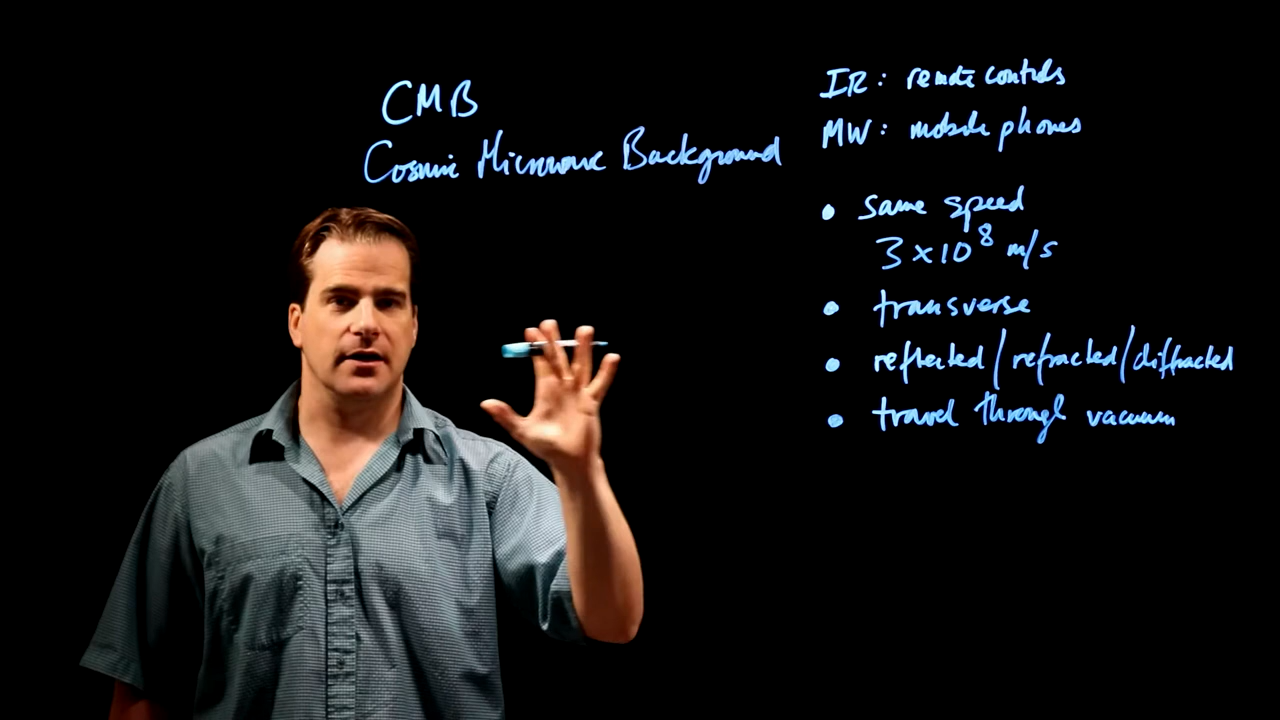 CMB
Cosmic Microwave Background
IR: remote controls
MW: mobile phones
• same speed
3 × 10⁸ m/s
• transverse
• reflected/refracted/diffracted
• travel through vacuum